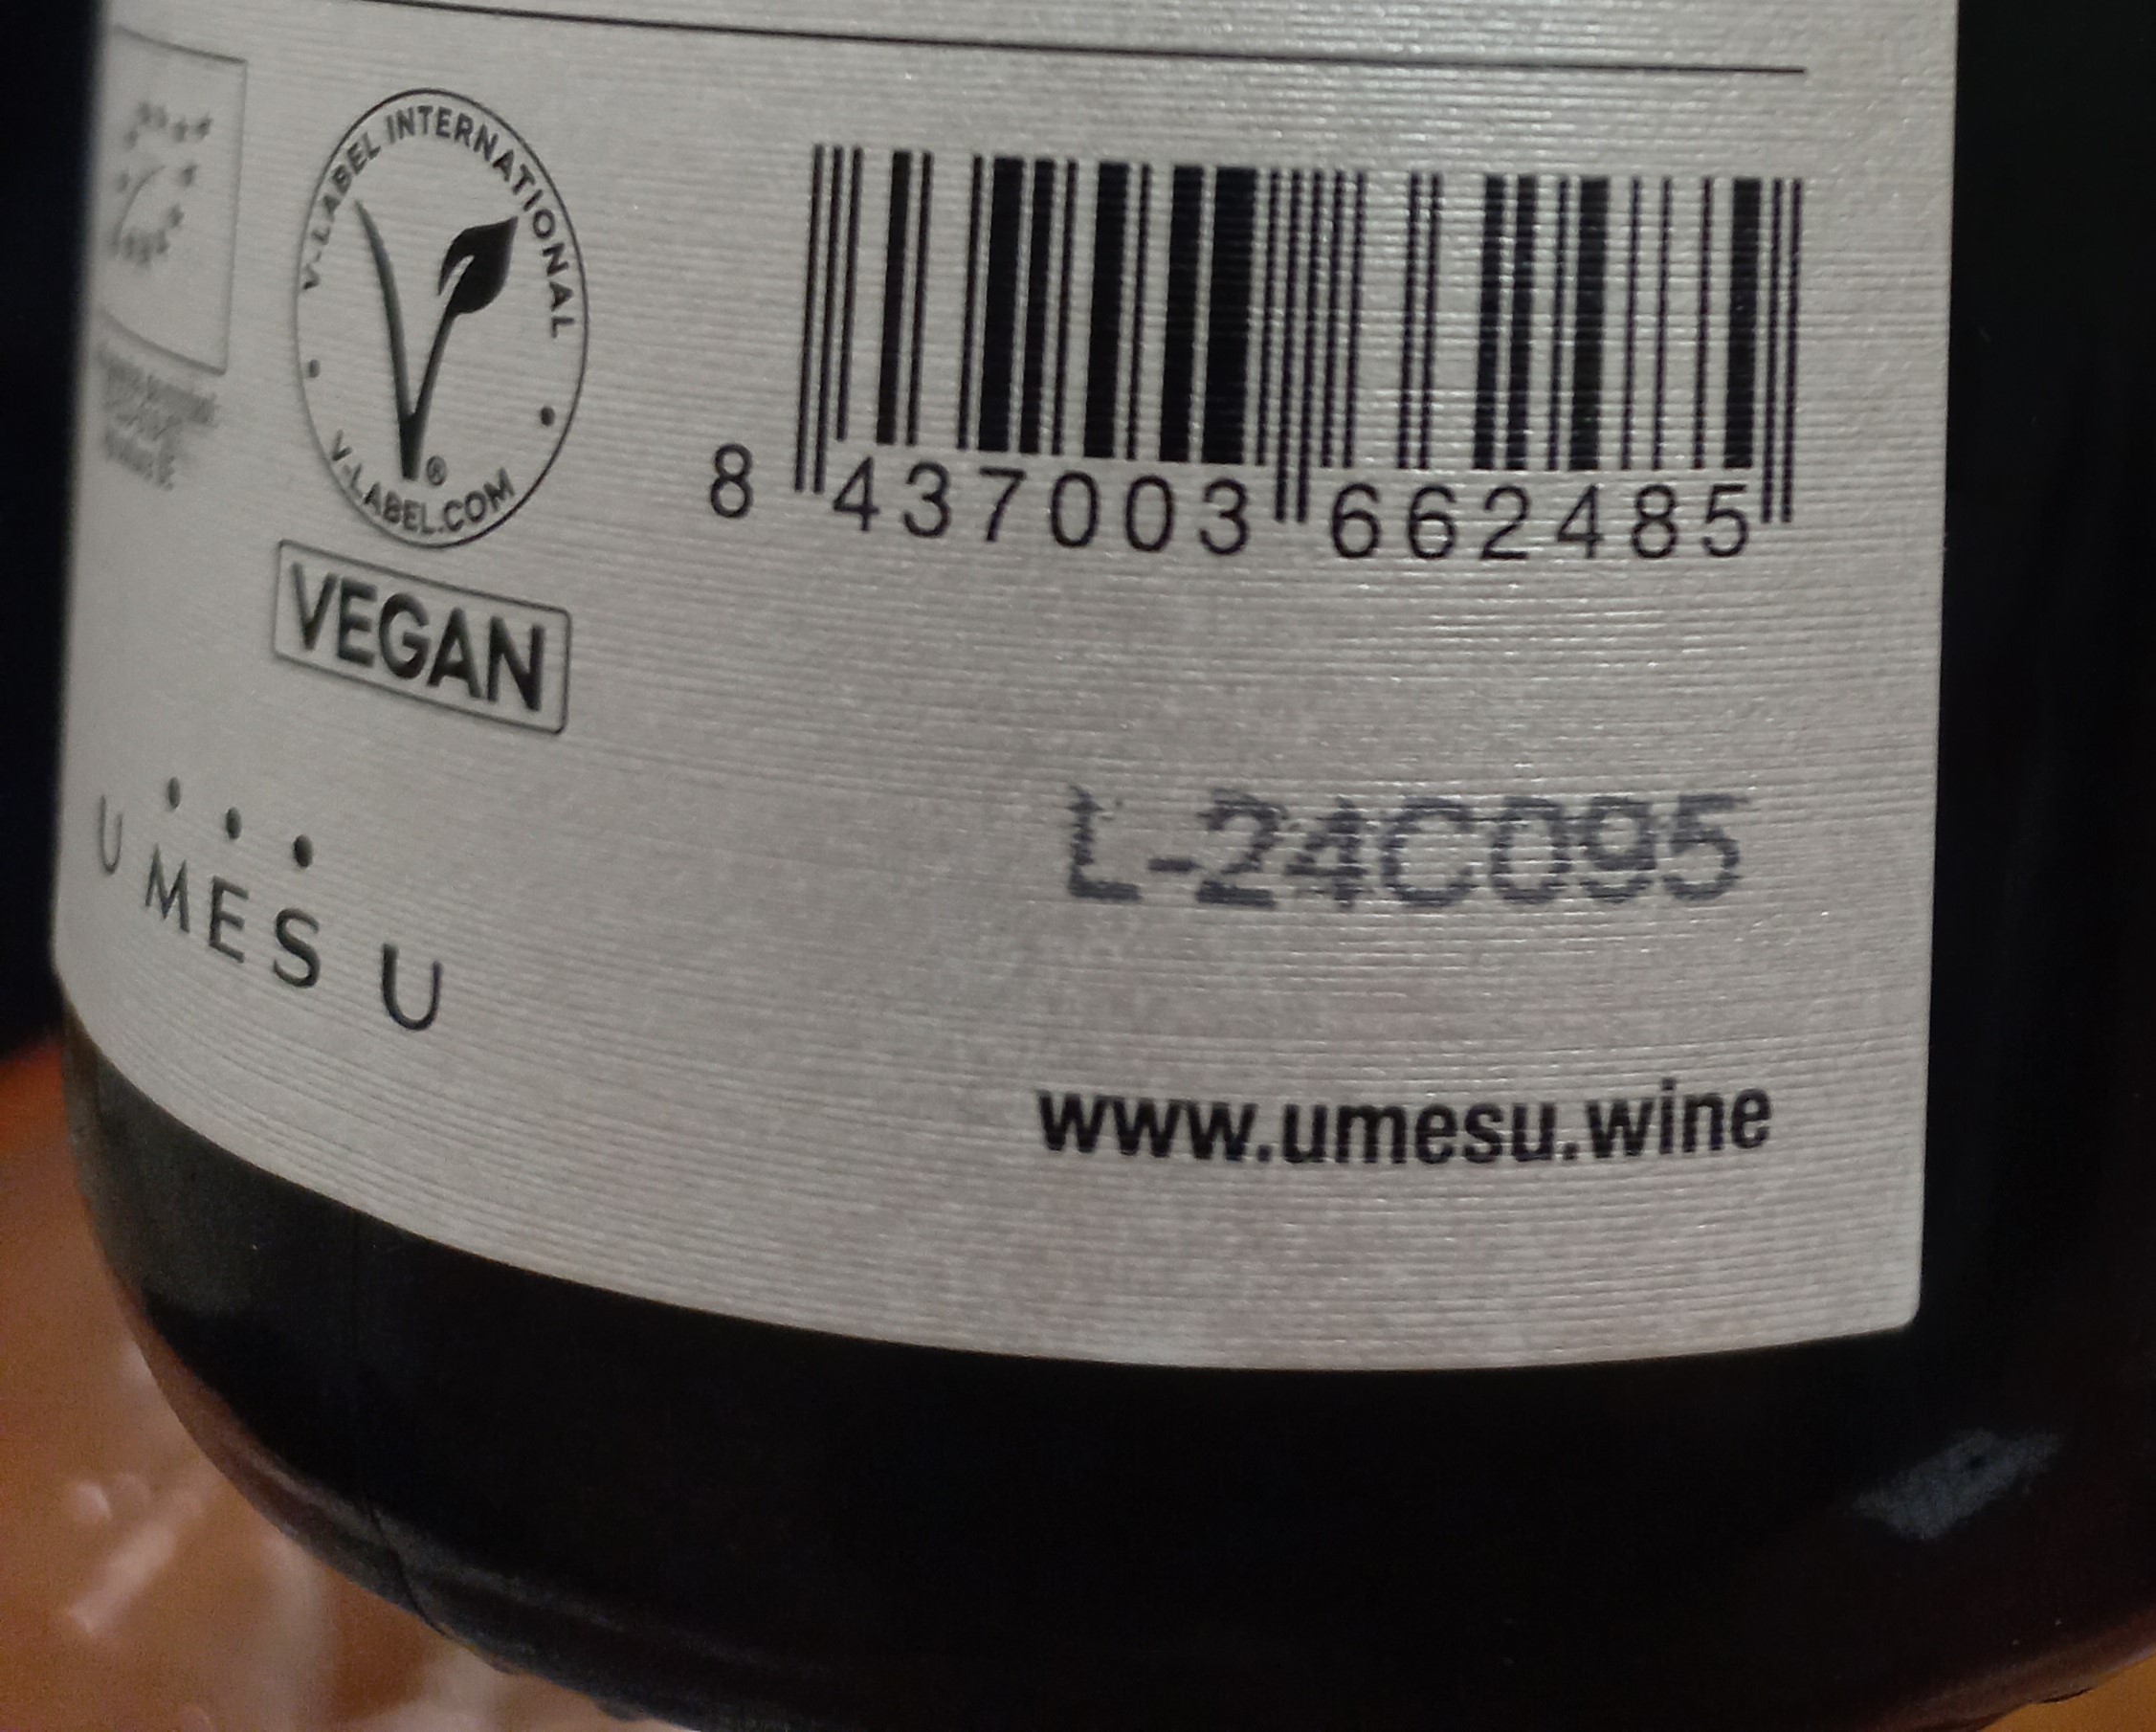 V-LABEL INTERNATIONAL
V-LABEL.COM
®
VEGAN
8 437003 662485
UMESU
L-24C095
www.umesu.wine